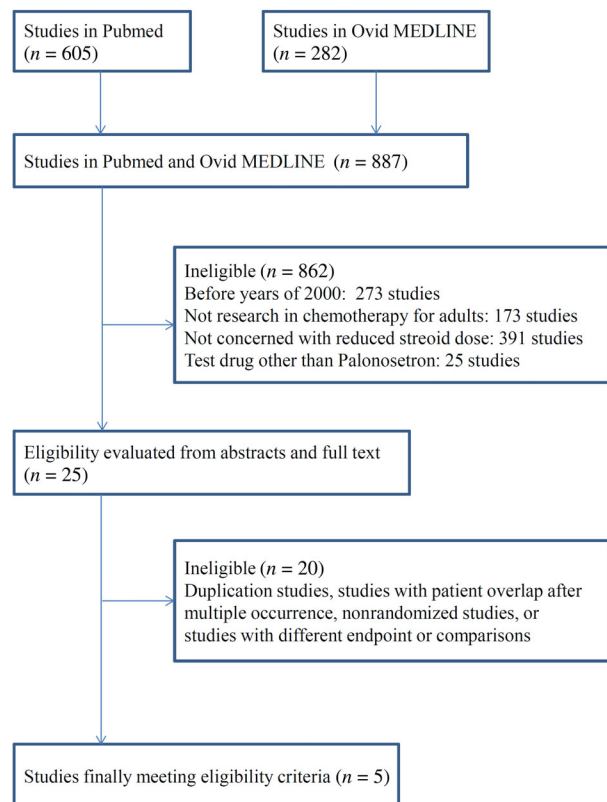 Studies in Pubmed
(n = 605)
Studies in Ovid MEDLINE
(n = 282)
Studies in Pubmed and Ovid MEDLINE (n = 887)
Ineligible (n = 862)
Before years of 2000: 273 studies
Not research in chemotherapy for adults: 173 studies
Not concerned with reduced streoid dose: 391 studies
Test drug other than Palonosetron: 25 studies
Eligibility evaluated from abstracts and full text
(n = 25)
Ineligible (n = 20)
Duplication studies, studies with patient overlap after
multiple occurrence, nonrandomized studies, or
studies with different endpoint or comparisons
Studies finally meeting eligibility criteria (n = 5)